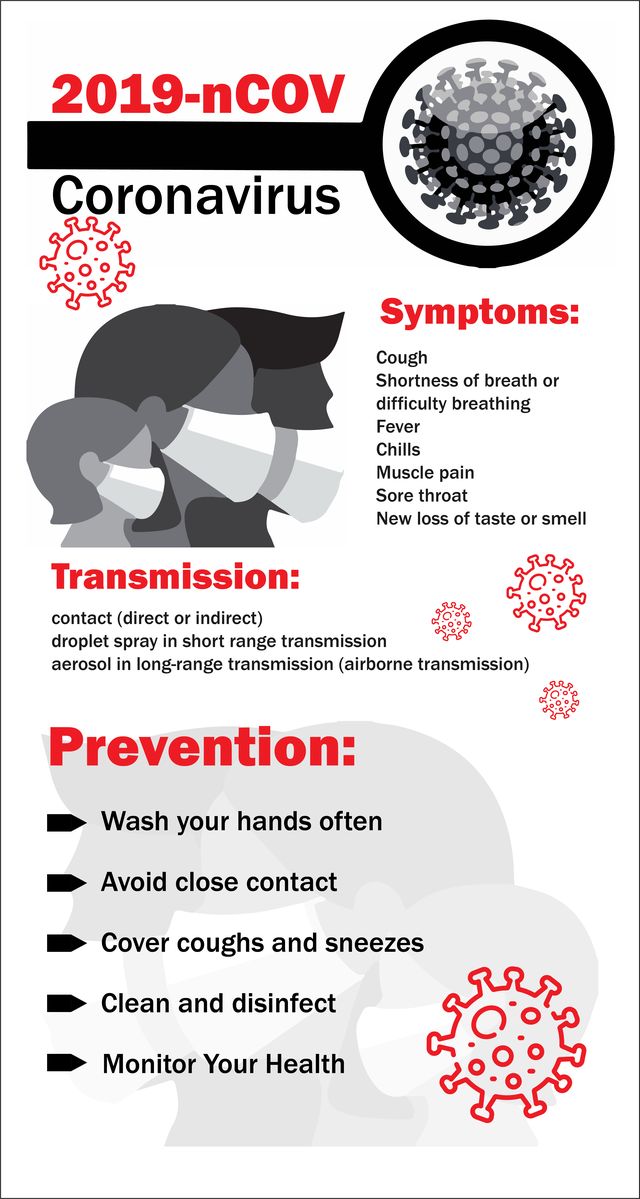 2019-nCOV
Coronavirus
Symptoms:
Cough
Shortness of breath or
difficulty breathing
Fever
Chills
Muscle pain
Sore throat
New loss of taste or smell
Transmission:
contact (direct or indirect)
droplet spray in short range transmission
aerosol in long-range transmission (airborne transmission)
Prevention:
Wash your hands often
Avoid close contact
Cover coughs and sneezes
Clean and disinfect
Monitor Your Health